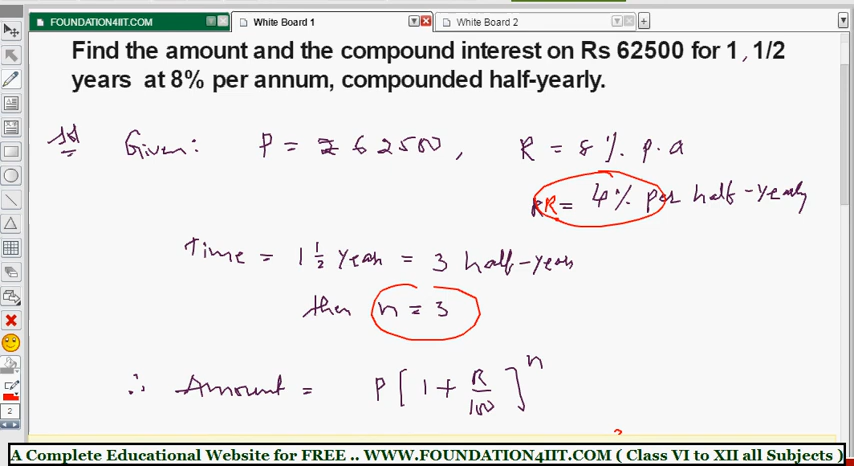 FOUNDATION4IIT.COM White Board 1 White Board 2
Find the amount and the compound interest on Rs 62500 for 1 , 1/2
years at 8% per annum, compounded half-yearly.
Given: P = ₹ 62500, R = 8%. p.a
RR= 4% per half-yearly
Time = 1 1/2 year = 3 half-years
then n = 3
∴ Amount = P[1 + R/100]^n
2
A Complete Educational Website for FREE .. WWW.FOUNDATION4IIT.COM ( Class VI to XII all Subjects )